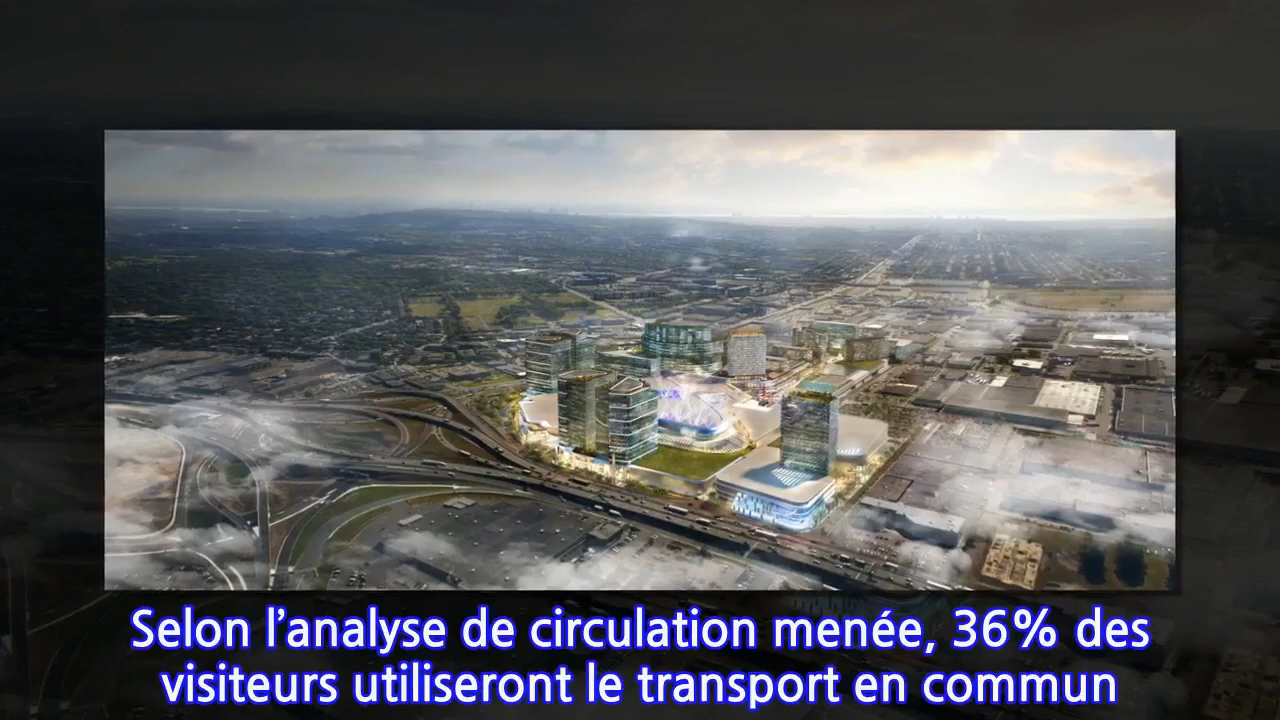 Selon l’analyse de circulation menée, 36% des
visiteurs utiliseront le transport en commun